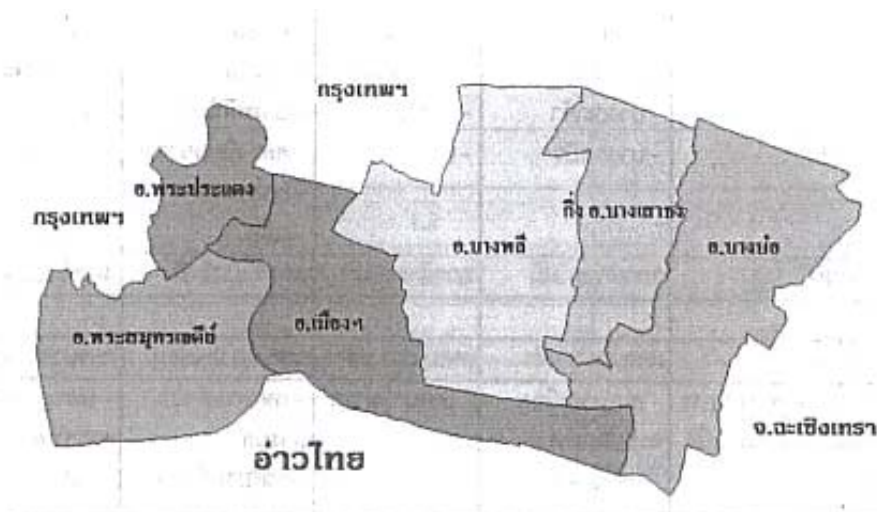 กรุงเทพฯ
อ.พระประแดง
กรุงเทพฯ
กิ่ง อ.บางเสาธง
อ.บางพลี
อ.บางบ่อ
อ.เมืองฯ
อ.พระสมุทรเจดีย์
จ.ฉะเชิงเทรา
อ่าวไทย